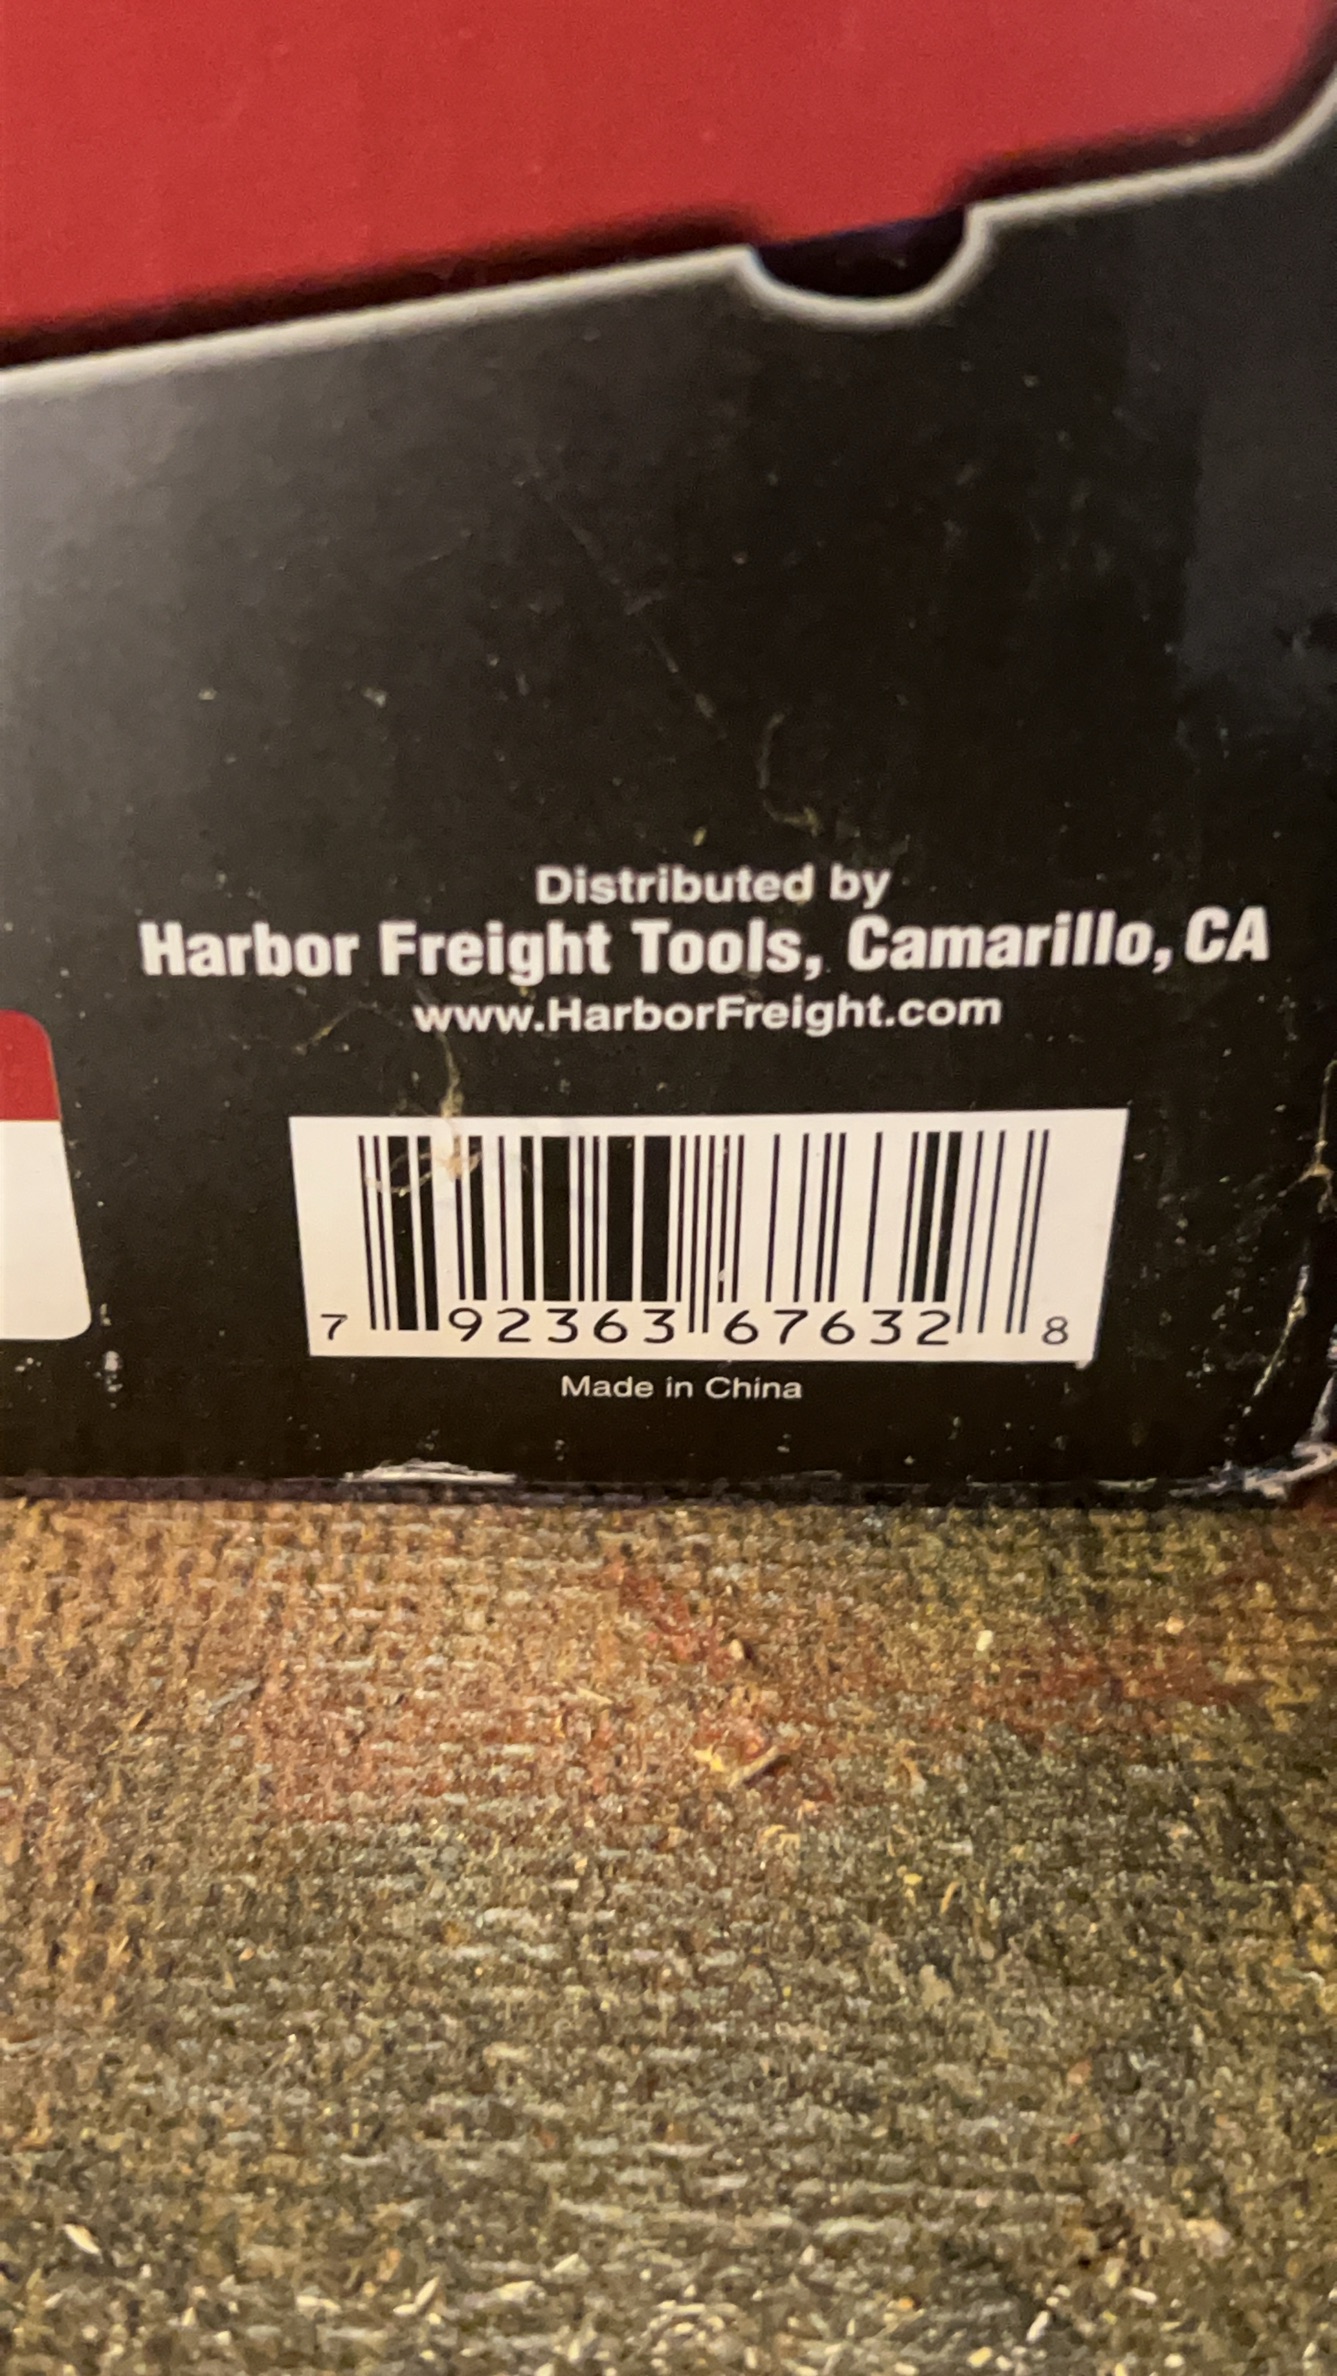 Distributed by
Harbor Freight Tools, Camarillo, CA
www.HarborFreight.com
7 92363 67632 8
Made in China